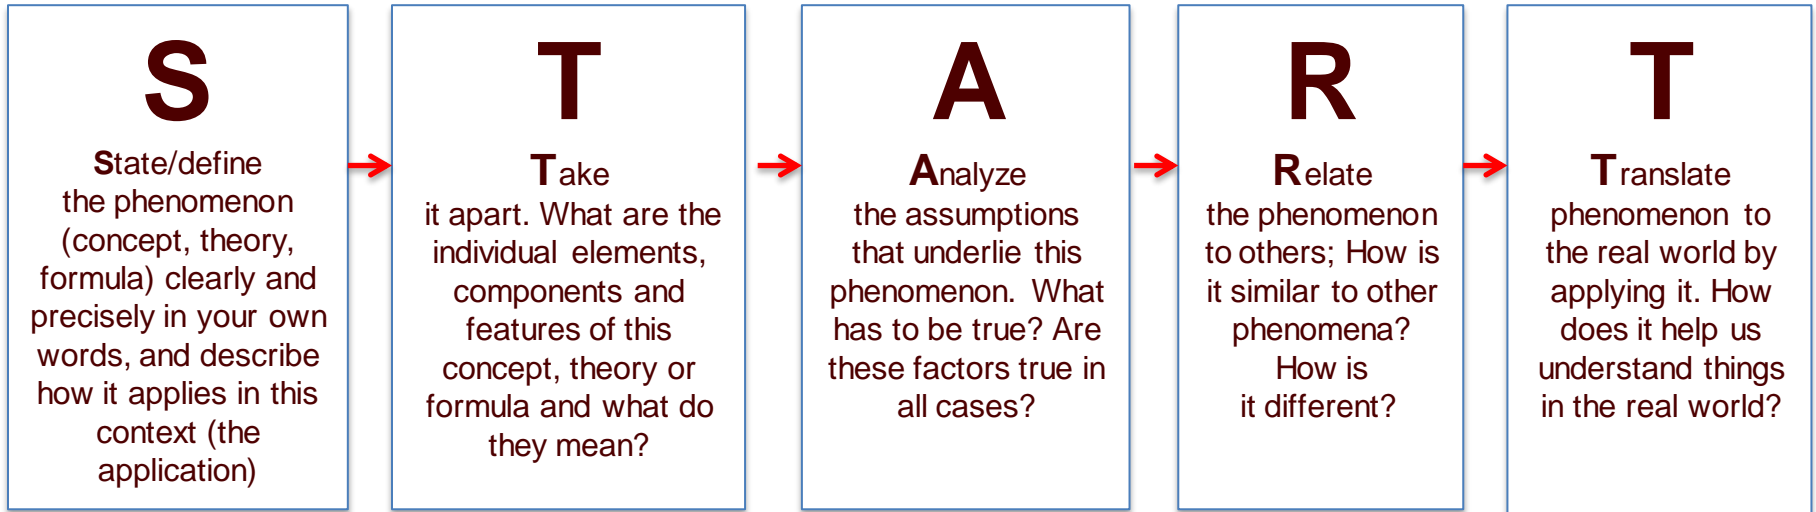 S
State/define
the phenomenon
(concept, theory,
formula) clearly and
precisely in your own
words, and describe
how it applies in this
context (the
application)
T
Take
it apart. What are the
individual elements,
components and
features of this
concept, theory or
formula and what do
they mean?
A
Analyze
the assumptions
that underlie this
phenomenon. What
has to be true? Are
these factors true in
all cases?
R
Relate
the phenomenon
to others; How is
it similar to other
phenomena?
How is
it different?
T
Translate
phenomenon to
the real world by
applying it. How
does it help us
understand things
in the real world?